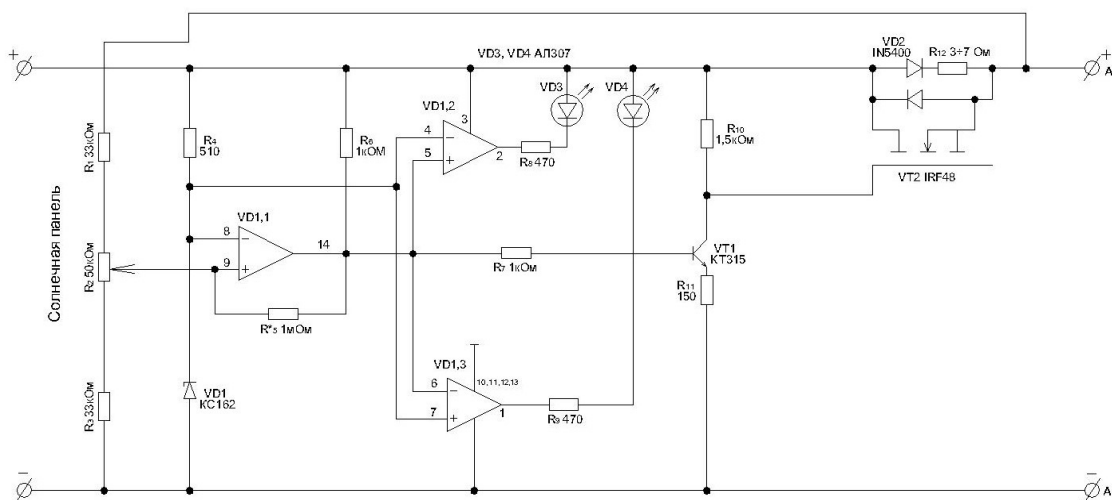 VD2
IN5400
R12 3÷7 Ом
+
+
VD3, VD4 АЛ307
А
VD3
VD4
VD1,2
3
4
5
2
R1 33кОм
R4
510
R6
1кОМ
R8 470
R10
1,5кОм
VT2 IRF48
Солнечная панель
VD1,1
8
9
14
R2 50кОм
R7 1кОм
VT1
КТ315
R11
150
R*5 1мОм
VD1,3
10,11,12,13
6
7
1
VD1
КС162
R3 33кОм
R9 470
−
−
А